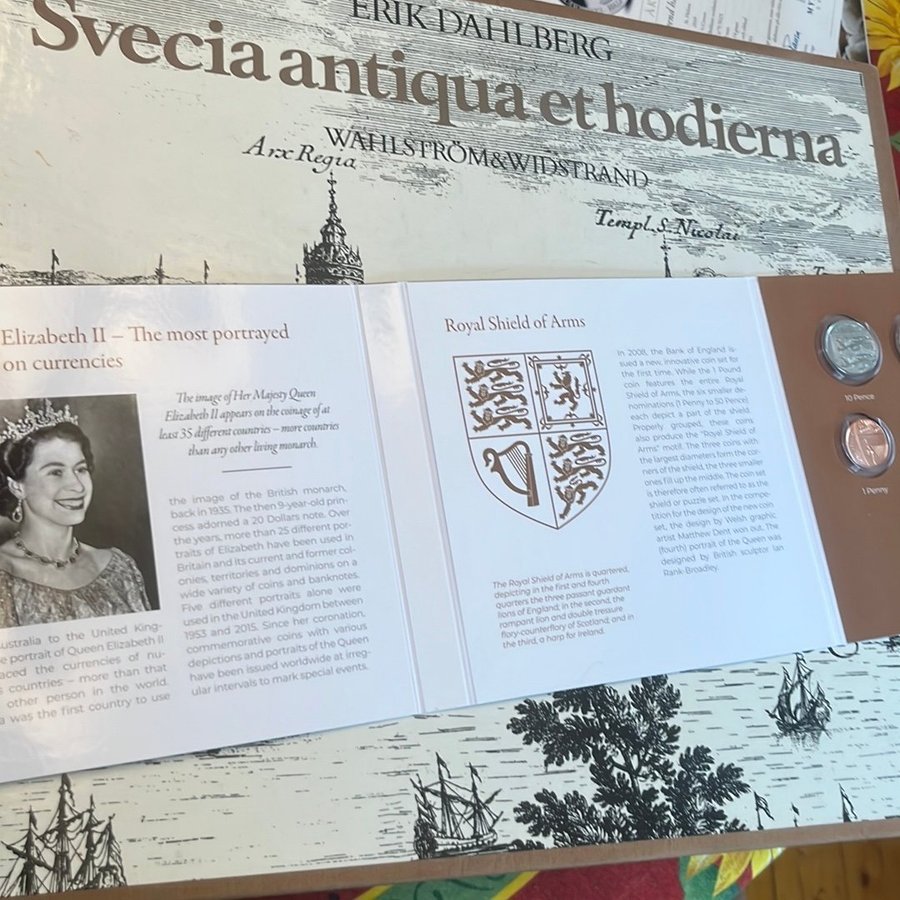 ERIK DAHLBERG
Svecia antiqua et hodierna
WAHLSTRÖM&WIDSTRAND
Arx Regia
Templ. S. Nicolai
Elizabeth II – The most portrayed
on currencies
The image of Her Majesty Queen
Elizabeth II appears on the coinage of at
least 35 different countries – more countries
than any other living monarch.
the image of the British monarch,
back in 1935. The then 9-year-old prin-
cess adorned a 20 Dollars note. Over
the years, more than 25 different por-
traits of Elizabeth have been used in
Britain and its current and former col-
onies, territories and dominions on a
wide variety of coins and banknotes.
Five different portraits alone were
used in the United Kingdom between
1953 and 2015. Since her coronation,
commemorative coins with various
depictions and portraits of the Queen
have been issued worldwide at irreg-
ular intervals to mark special events.
ustralia to the United King-
e portrait of Queen Elizabeth II
aced the currencies of nu-
s countries – more than that
other person in the world.
a was the first country to use
Royal Shield of Arms
In 2008, the Bank of England is-
sued a new, innovative coin set for
the first time. While the 1 Pound
coin features the entire Royal
Shield of Arms, the six smaller de-
nominations (1 Penny to 50 Pence)
each depict a part of the shield.
Properly grouped, these coins
also produce the "Royal Shield of
Arms" motif. The three coins with
the largest diameters form the cor-
ners of the shield, the three smaller
ones fill up the middle. The coin set
is therefore often referred to as the
shield or puzzle set. In the compe-
tition for the design of the new coin
set, the design by Welsh graphic
artist Matthew Dent won out. The
(fourth) portrait of the Queen was
designed by British sculptor Ian
Rank-Broadley.
The Royal Shield of Arms is quartered,
depicting in the first and fourth
quarters the three passant guardant
lions of England; in the second, the
rampant lion and double tressure
flory-counterflory of Scotland; and in
the third, a harp for Ireland.
10 Pence
1 Penny